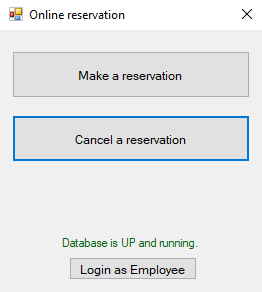 Online reservation
Make a reservation
Cancel a reservation
Database is UP and running.
Login as Employee